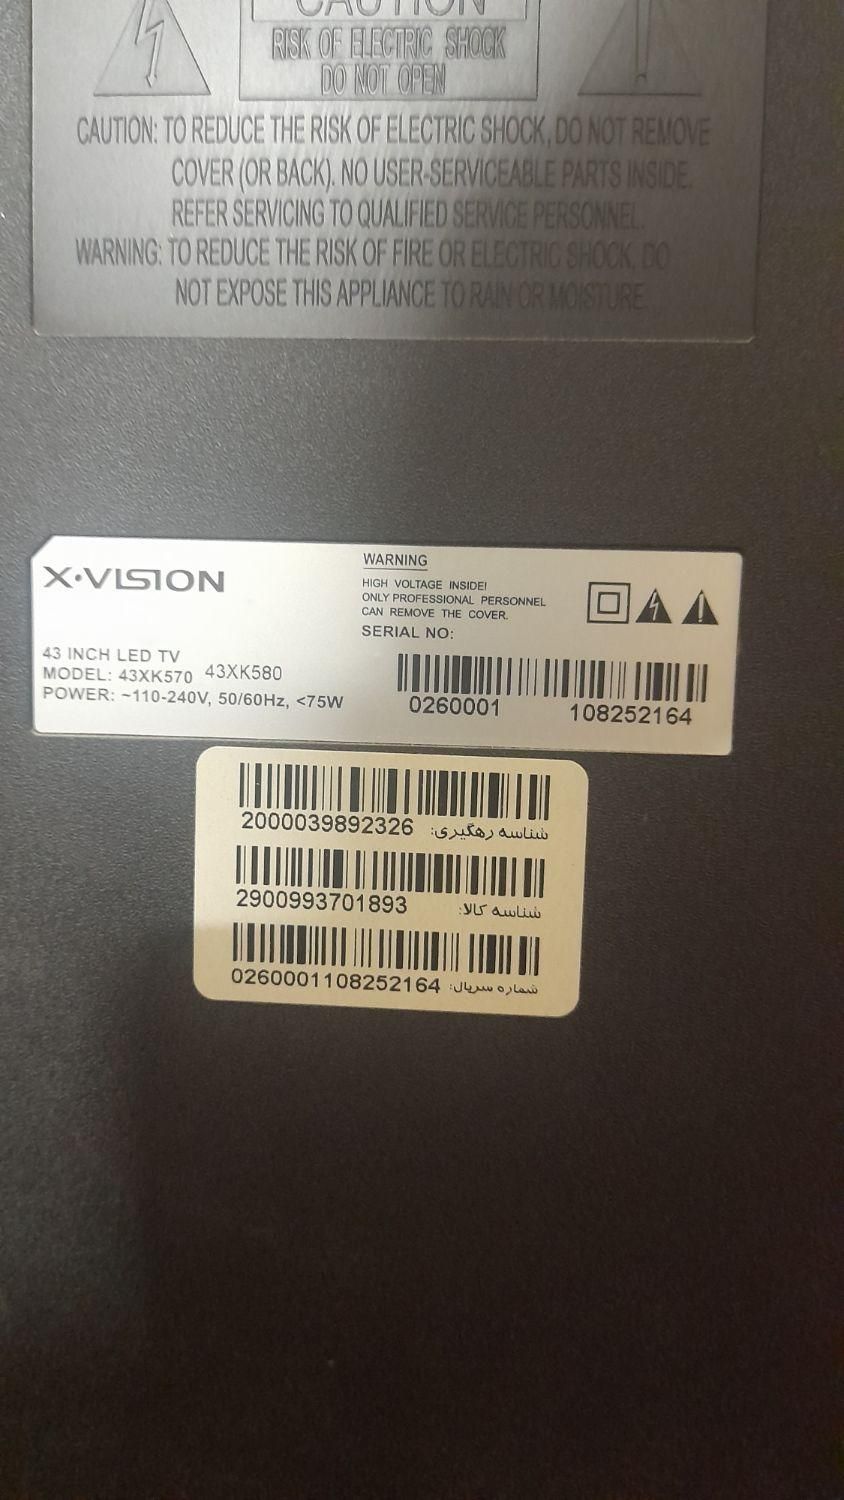 CAUTION
RISK OF ELECTRIC SHOCK
DO NOT OPEN
CAUTION: TO REDUCE THE RISK OF ELECTRIC SHOCK, DO NOT REMOVE
COVER (OR BACK). NO USER-SERVICEABLE PARTS INSIDE.
REFER SERVICING TO QUALIFIED SERVICE PERSONNEL.
WARNING: TO REDUCE THE RISK OF FIRE OR ELECTRIC SHOCK, DO
NOT EXPOSE THIS APPLIANCE TO RAIN OR MOISTURE.
X·VISION
43 INCH LED TV
MODEL: 43XK570 43XK580
POWER: ~110-240V, 50/60Hz, <75W
WARNING
HIGH VOLTAGE INSIDE!
ONLY PROFESSIONAL PERSONNEL
CAN REMOVE THE COVER.
SERIAL NO:
0260001 108252164
شناسه رهگیری: 2000039892326
شناسه کالا: 2900993701893
شماره سریال: 0260001108252164